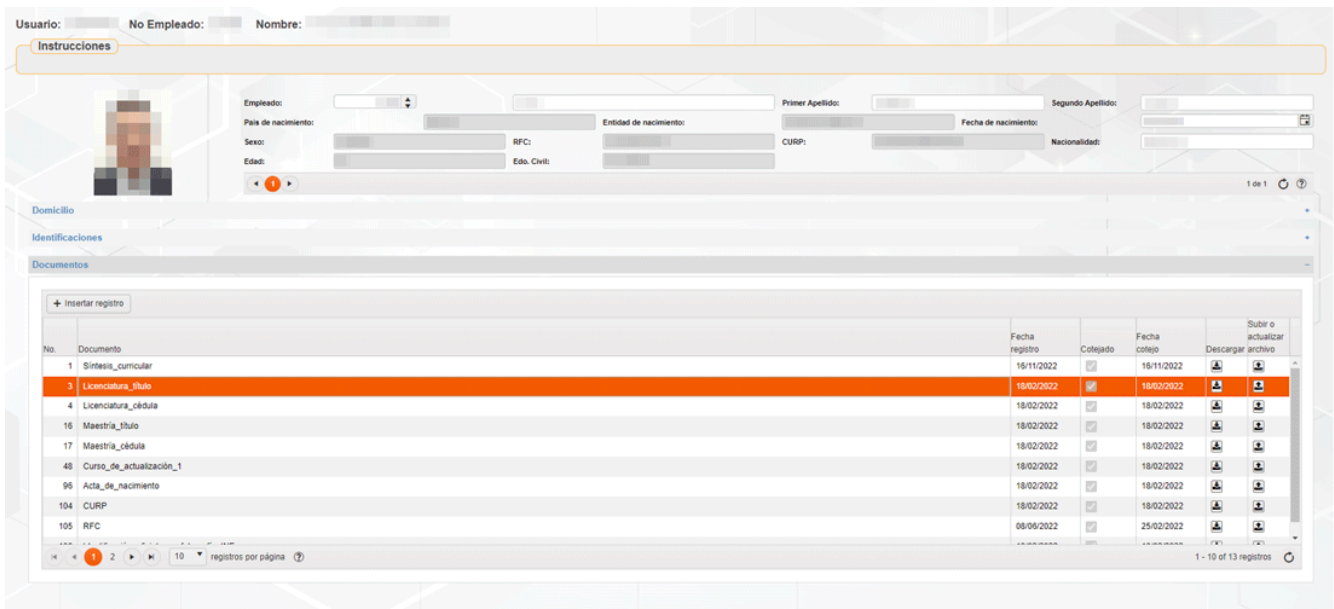 Usuario: No Empleado: Nombre:
Instrucciones
Empleado: Primer Apellido: Segundo Apellido:
País de nacimiento: Entidad de nacimiento: Fecha de nacimiento:
Sexo: RFC: CURP: Nacionalidad:
Edad: Edo. Civil:
1 1 de 1
Domicilio +
Identificaciones +
Documentos –
+ Insertar registro
No. Documento Fecha registro Cotejado Fecha cotejo Descargar Subir o actualizar archivo
1 Síntesis_curricular 16/11/2022 16/11/2022
3 Licenciatura_título 18/02/2022 18/02/2022
4 Licenciatura_cédula 18/02/2022 18/02/2022
16 Maestría_título 18/02/2022 18/02/2022
17 Maestría_cédula 18/02/2022 18/02/2022
48 Curso_de_actualización_1 18/02/2022 18/02/2022
96 Acta_de_nacimiento 18/02/2022 18/02/2022
104 CURP 18/02/2022 18/02/2022
105 RFC 08/06/2022 25/02/2022
1 2 10 registros por página 1 - 10 of 13 registros